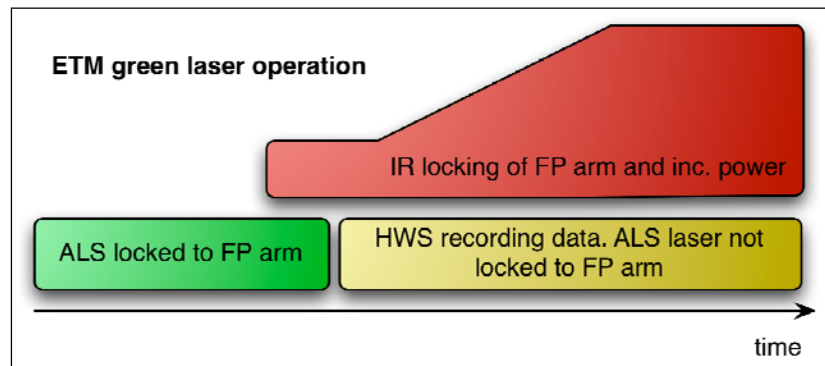 ETM green laser operation
IR locking of FP arm and inc. power
ALS locked to FP arm
HWS recording data. ALS laser not
locked to FP arm
time